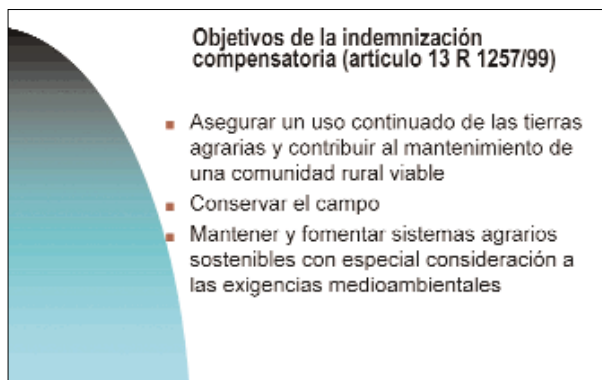 Objetivos de la indemnización
compensatoria (artículo 13 R 1257/99)
Asegurar un uso continuado de las tierras
agrarias y contribuir al mantenimiento de
una comunidad rural viable
Conservar el campo
Mantener y fomentar sistemas agrarios
sostenibles con especial consideración a
las exigencias medioambientales